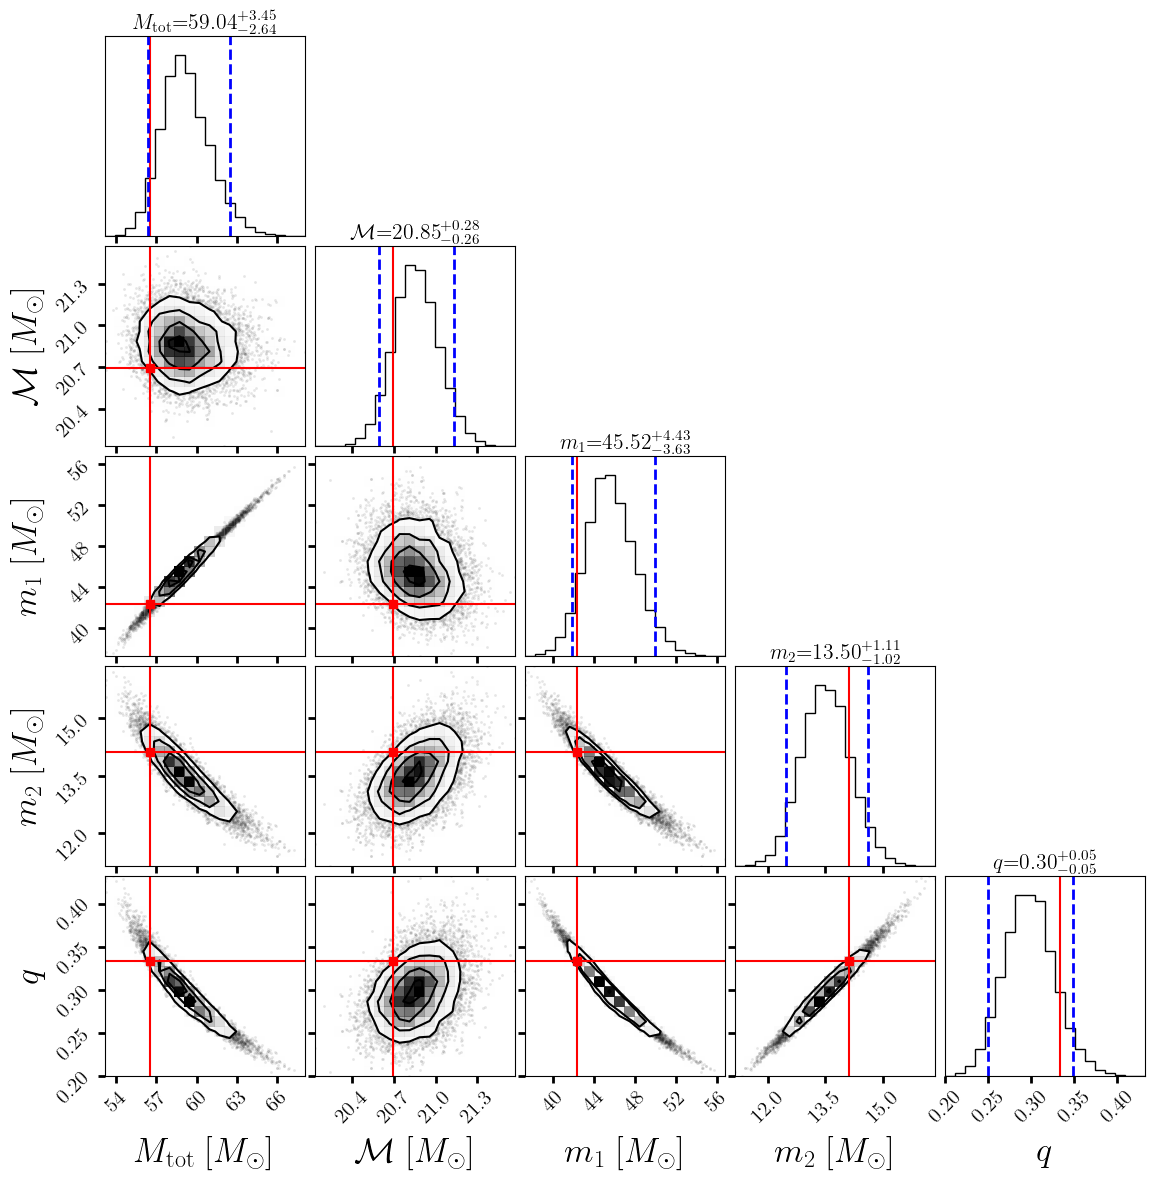 M_tot=59.04^{+3.45}_{-2.64}
ℳ=20.85^{+0.28}_{-0.26}
ℳ [M_⊙]
21.3
21.0
20.7
20.4
m_1=45.52^{+4.43}_{-3.63}
m_1 [M_⊙]
56
52
48
44
40
m_2=13.50^{+1.11}_{-1.02}
m_2 [M_⊙]
15.0
13.5
12.0
q=0.30^{+0.05}_{-0.05}
q
0.40
0.35
0.30
0.25
0.20
54 57 60 63 66
20.4 20.7 21.0 21.3
40 44 48 52 56
12.0 13.5 15.0
0.20 0.25 0.30 0.35 0.40
M_tot [M_⊙]
ℳ [M_⊙]
m_1 [M_⊙]
m_2 [M_⊙]
q